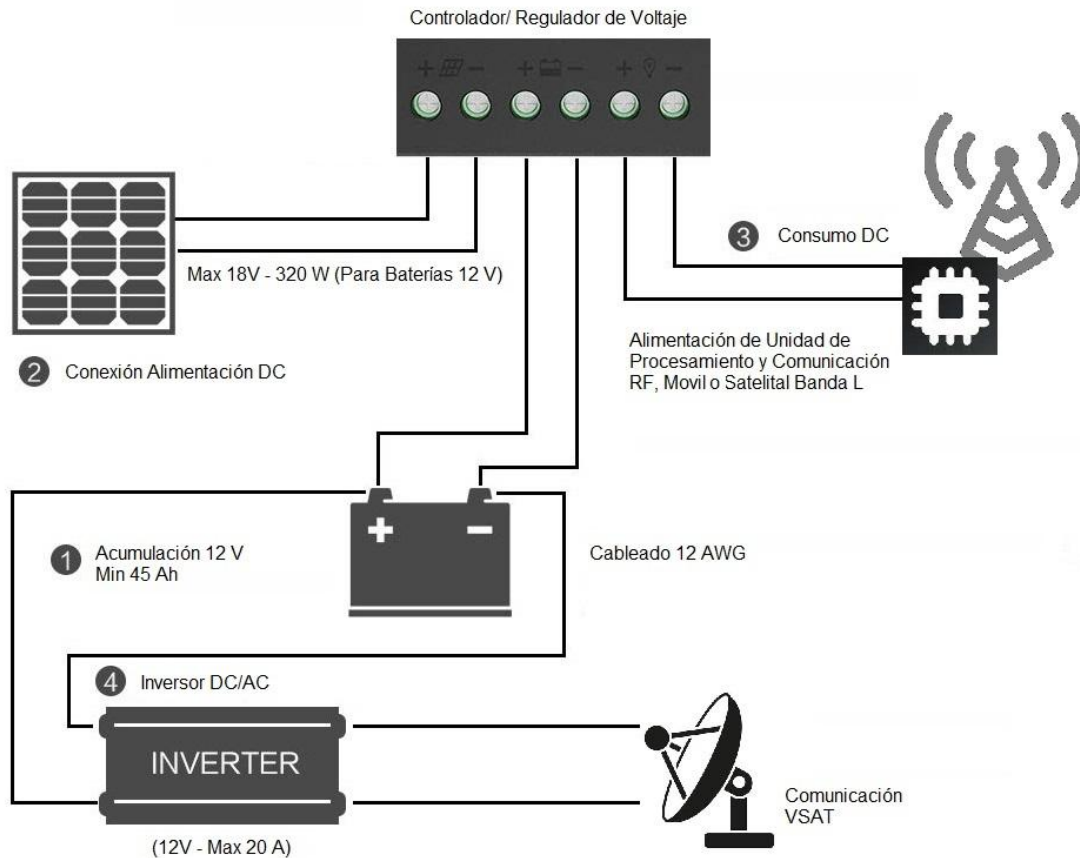 Controlador/ Regulador de Voltaje
+ - + - + -
3 Consumo DC
Max 18V - 320 W (Para Baterías 12 V)
2 Conexión Alimentación DC
Alimentación de Unidad de
Procesamiento y Comunicación
RF, Movil o Satelital Banda L
+ -
1 Acumulación 12 V
Min 45 Ah
Cableado 12 AWG
4 Inversor DC/AC
INVERTER
(12V - Max 20 A)
Comunicación
VSAT